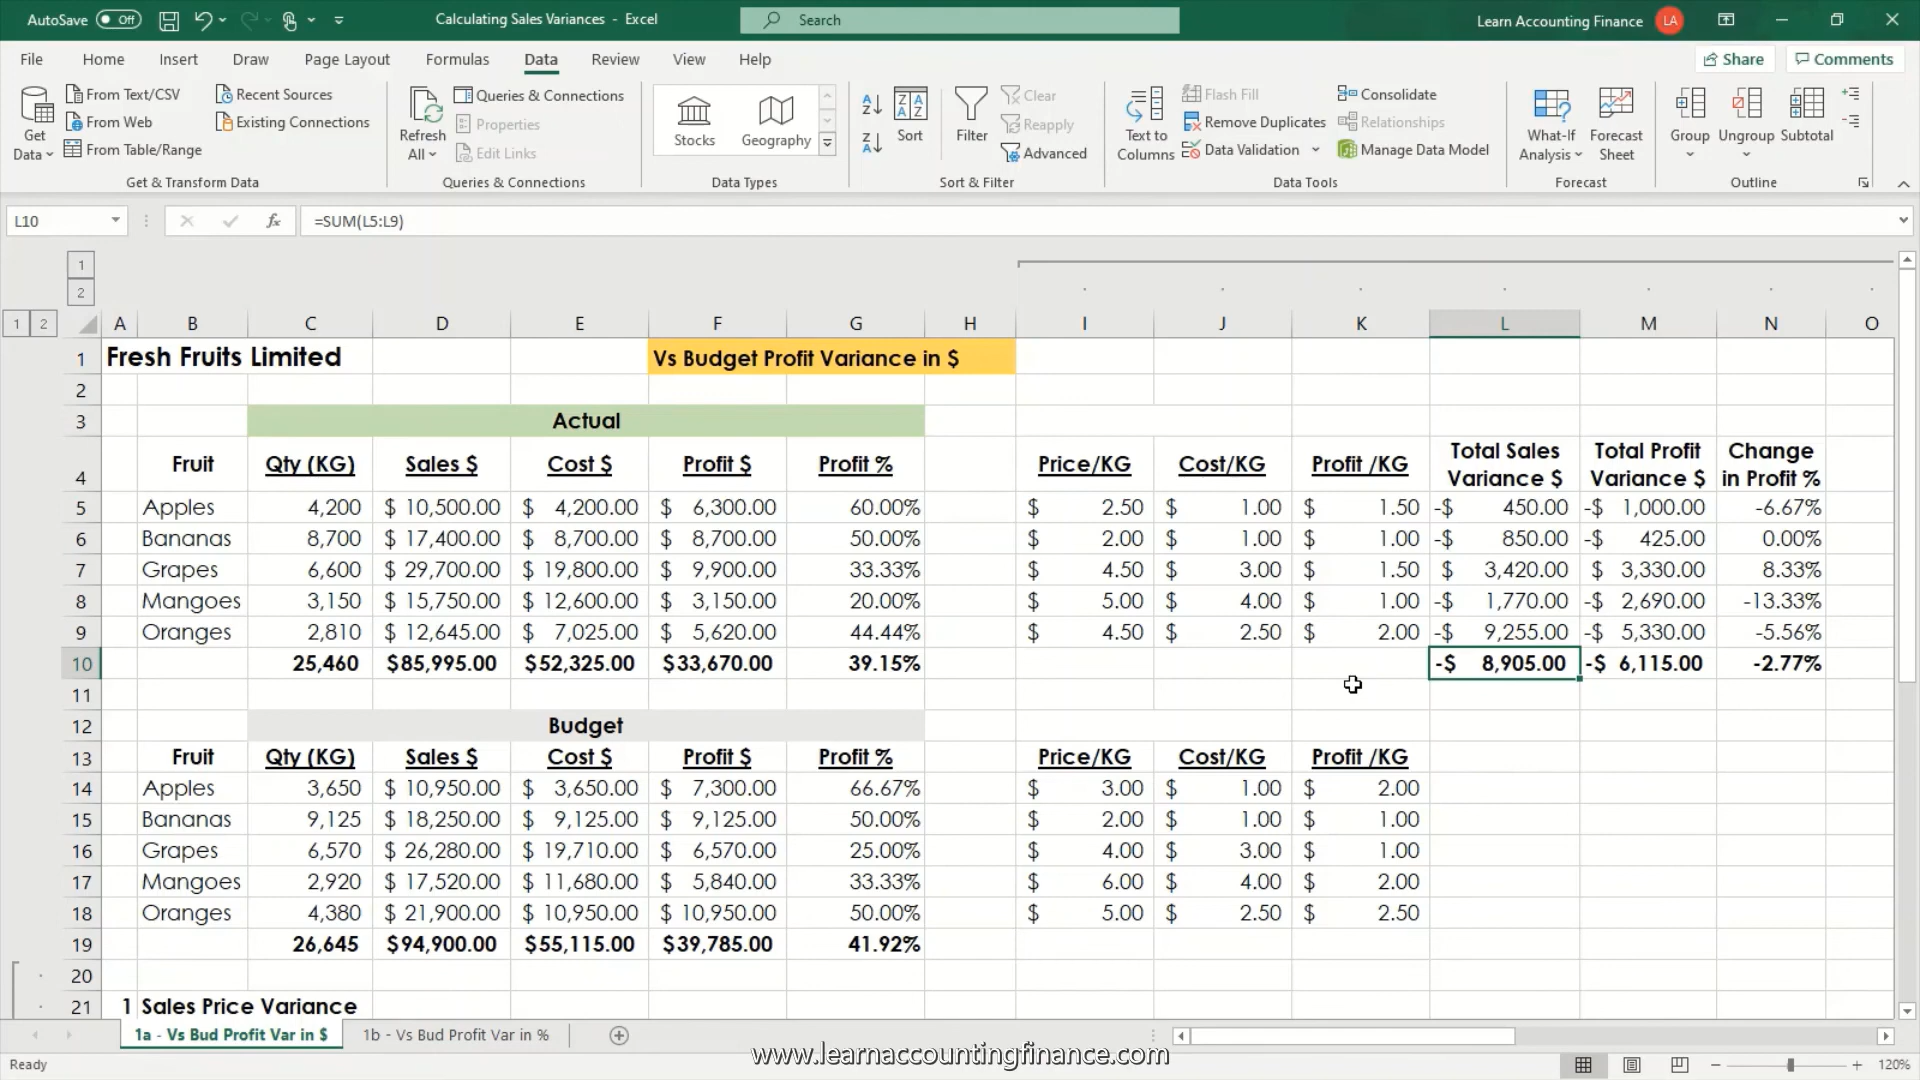 AutoSave Off Calculating Sales Variances - Excel Search Learn Accounting Finance LA
File Home Insert Draw Page Layout Formulas Data Review View Help Share Comments
Get Data
From Text/CSV
From Web
From Table/Range
Recent Sources
Existing Connections
Get & Transform Data
Refresh All
Queries & Connections
Properties
Edit Links
Queries & Connections
Stocks Geography
Data Types
Sort
Filter
Clear
Reapply
Advanced
Sort & Filter
Text to Columns
Flash Fill
Remove Duplicates
Data Validation
Consolidate
Relationships
Manage Data Model
Data Tools
What-If Analysis
Forecast Sheet
Forecast
Group Ungroup Subtotal
Outline
L10 fx =SUM(L5:L9)
1
2
1 2 A B C D E F G H I J K L M N O
1 Fresh Fruits Limited Vs Budget Profit Variance in $
2
3 Actual
4 Fruit Qty (KG) Sales $ Cost $ Profit $ Profit % Price/KG Cost/KG Profit /KG Total Sales Variance $ Total Profit Variance $ Change in Profit %
5 Apples 4,200 $ 10,500.00 $ 4,200.00 $ 6,300.00 60.00% $ 2.50 $ 1.00 $ 1.50 -$ 450.00 -$ 1,000.00 -6.67%
6 Bananas 8,700 $ 17,400.00 $ 8,700.00 $ 8,700.00 50.00% $ 2.00 $ 1.00 $ 1.00 -$ 850.00 -$ 425.00 0.00%
7 Grapes 6,600 $ 29,700.00 $ 19,800.00 $ 9,900.00 33.33% $ 4.50 $ 3.00 $ 1.50 $ 3,420.00 $ 3,330.00 8.33%
8 Mangoes 3,150 $ 15,750.00 $ 12,600.00 $ 3,150.00 20.00% $ 5.00 $ 4.00 $ 1.00 -$ 1,770.00 -$ 2,690.00 -13.33%
9 Oranges 2,810 $ 12,645.00 $ 7,025.00 $ 5,620.00 44.44% $ 4.50 $ 2.50 $ 2.00 -$ 9,255.00 -$ 5,330.00 -5.56%
10 25,460 $85,995.00 $52,325.00 $33,670.00 39.15% -$ 8,905.00 -$ 6,115.00 -2.77%
11
12 Budget
13 Fruit Qty (KG) Sales $ Cost $ Profit $ Profit % Price/KG Cost/KG Profit /KG
14 Apples 3,650 $ 10,950.00 $ 3,650.00 $ 7,300.00 66.67% $ 3.00 $ 1.00 $ 2.00
15 Bananas 9,125 $ 18,250.00 $ 9,125.00 $ 9,125.00 50.00% $ 2.00 $ 1.00 $ 1.00
16 Grapes 6,570 $ 26,280.00 $ 19,710.00 $ 6,570.00 25.00% $ 4.00 $ 3.00 $ 1.00
17 Mangoes 2,920 $ 17,520.00 $ 11,680.00 $ 5,840.00 33.33% $ 6.00 $ 4.00 $ 2.00
18 Oranges 4,380 $ 21,900.00 $ 10,950.00 $ 10,950.00 50.00% $ 5.00 $ 2.50 $ 2.50
19 26,645 $94,900.00 $55,115.00 $39,785.00 41.92%
20
21 1 Sales Price Variance
1a - Vs Bud Profit Var in $ 1b - Vs Bud Profit Var in %
www.learnaccountingfinance.com
Ready 120%